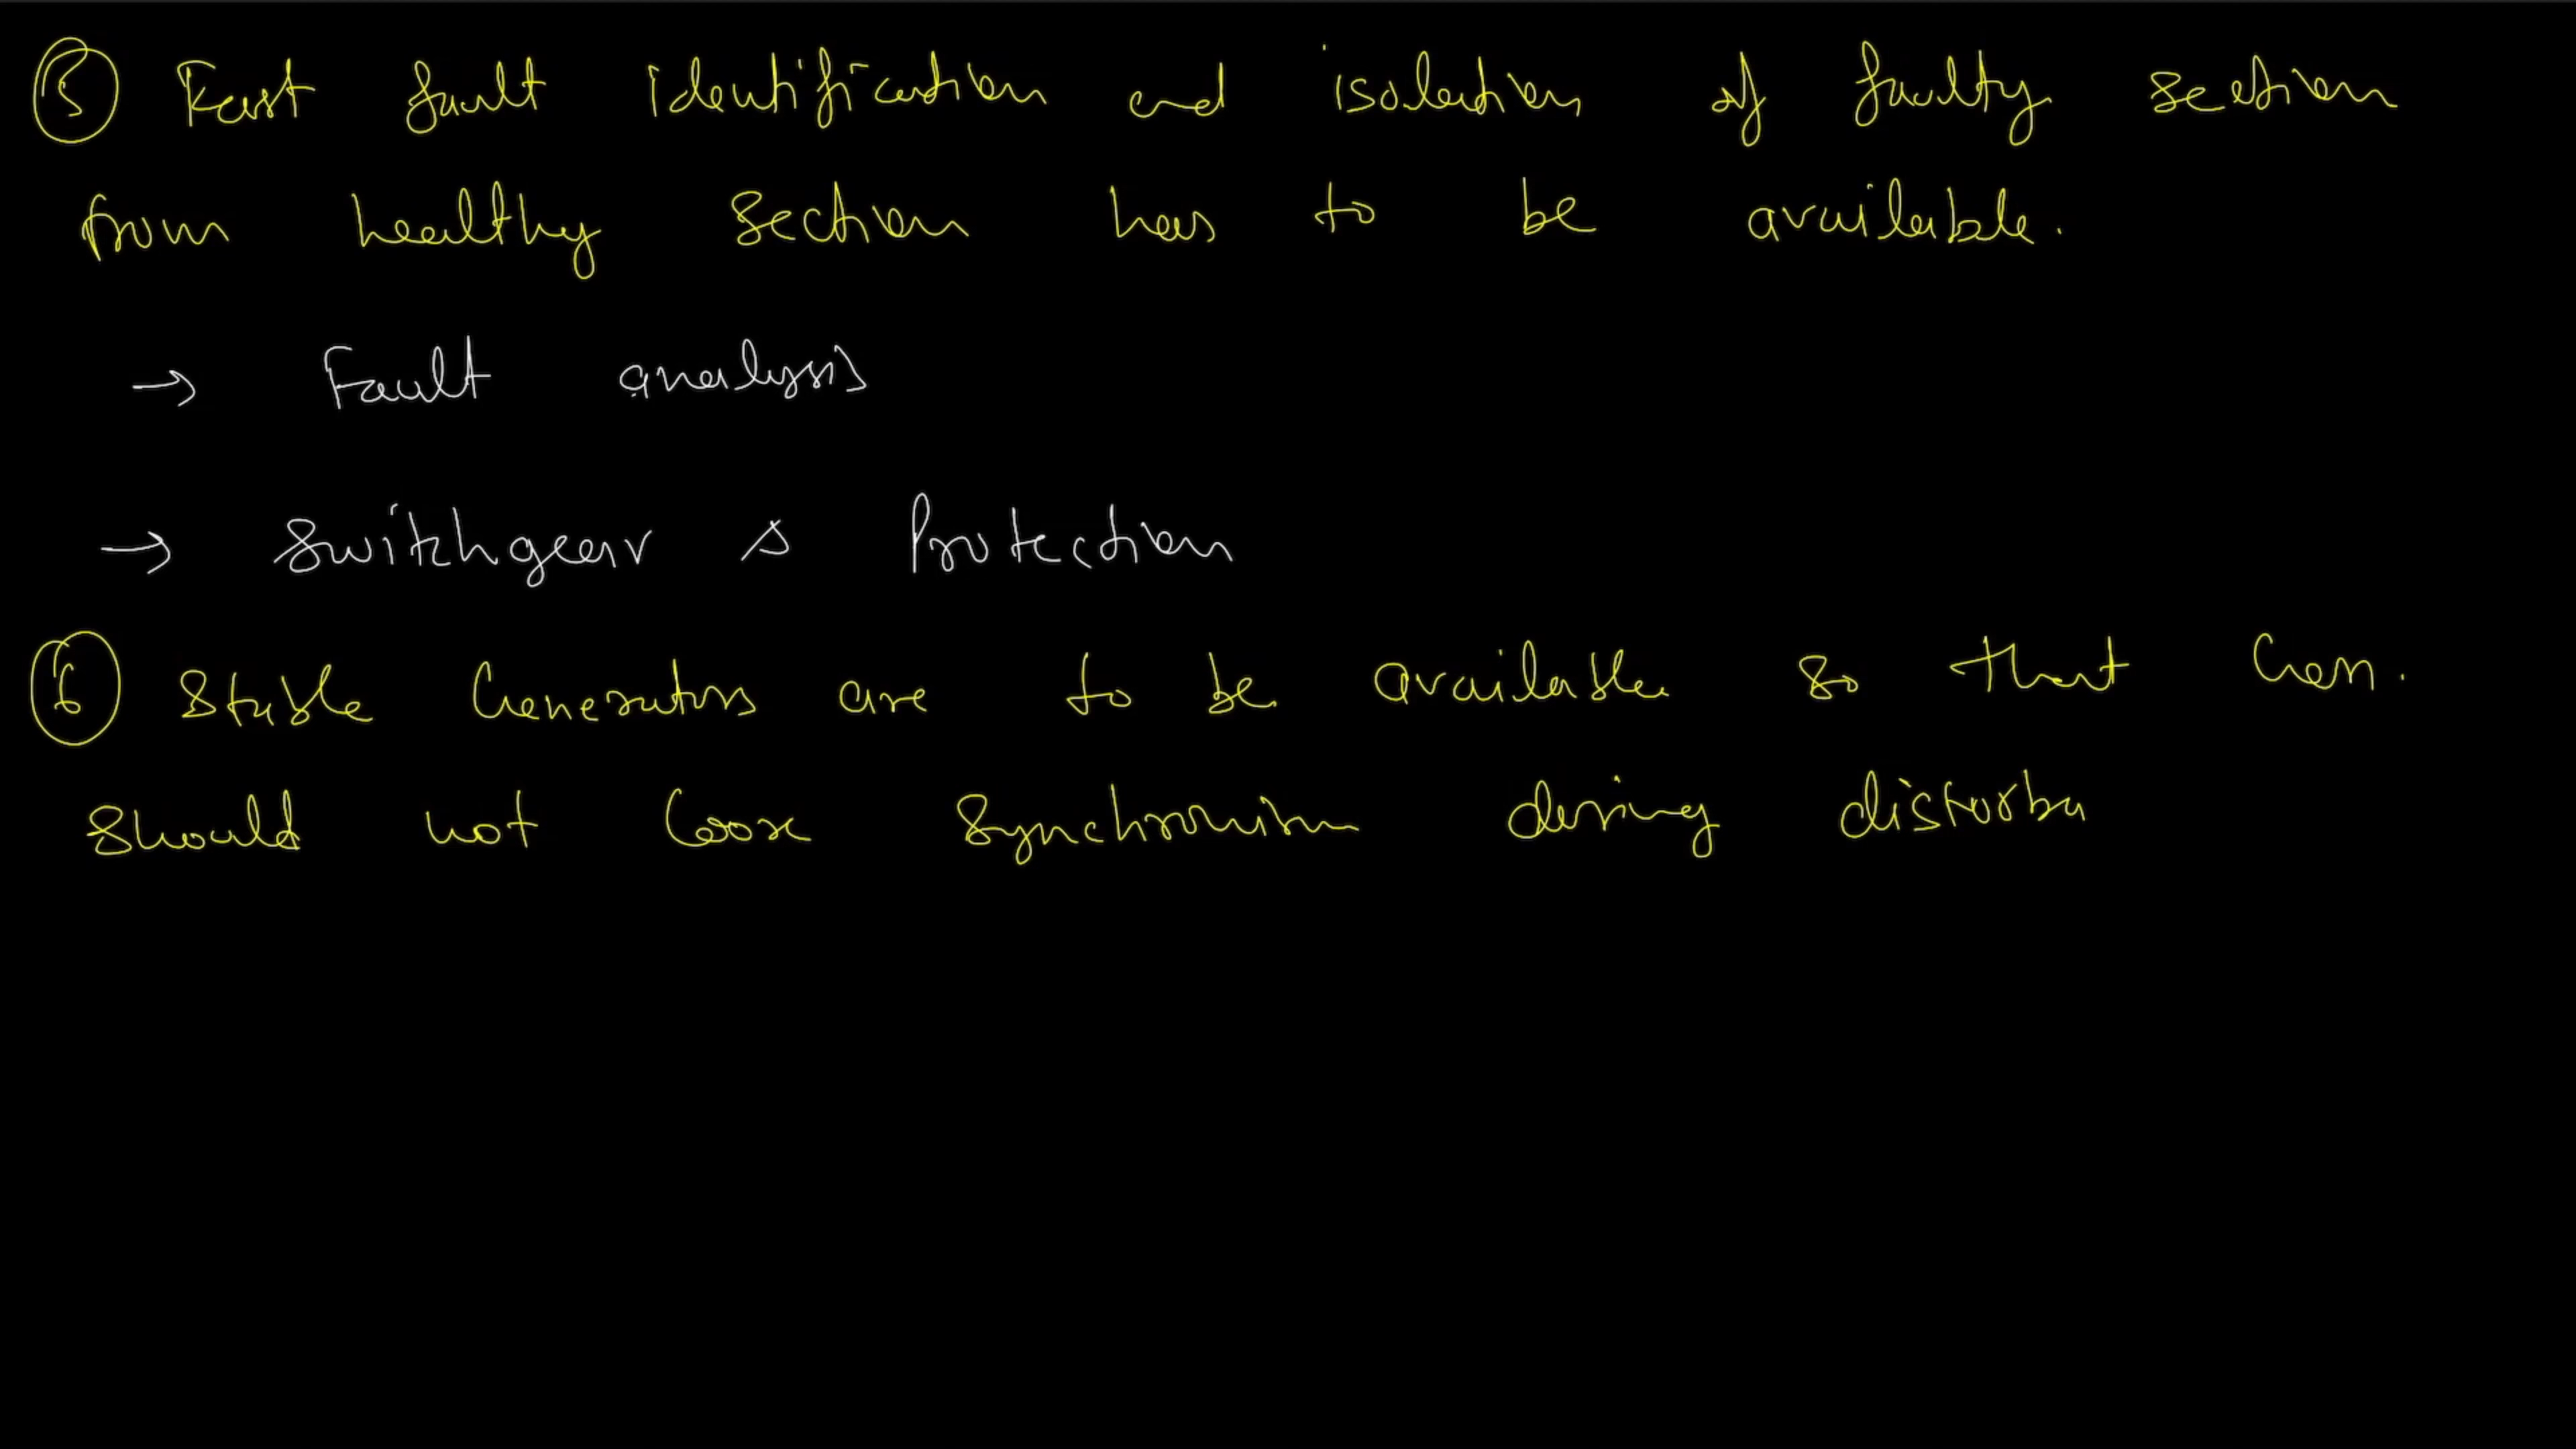 5 Fast fault identification and isolation of faulty section
from healthy section has to be available.
→ Fault analysis
→ Switchgear & Protection
6 Stable Generators are to be available so that Gen.
should not loose synchronism during disturba